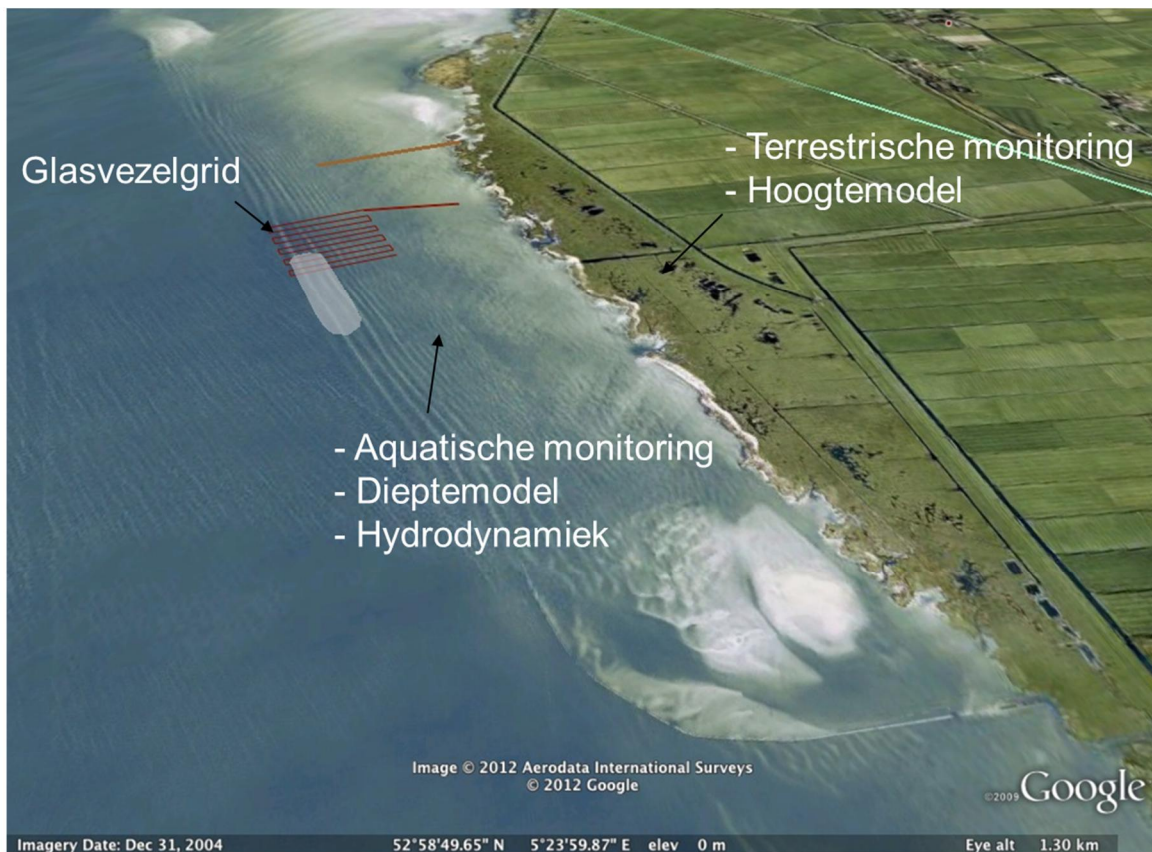 Glasvezelgrid
- Terrestrische monitoring
- Hoogtemodel
- Aquatische monitoring
- Dieptemodel
- Hydrodynamiek
Image © 2012 Aerodata International Surveys
© 2012 Google
©2009 Google
Imagery Date: Dec 31, 2004 52°58'49.65" N 5°23'59.87" E elev 0 m Eye alt 1.30 km